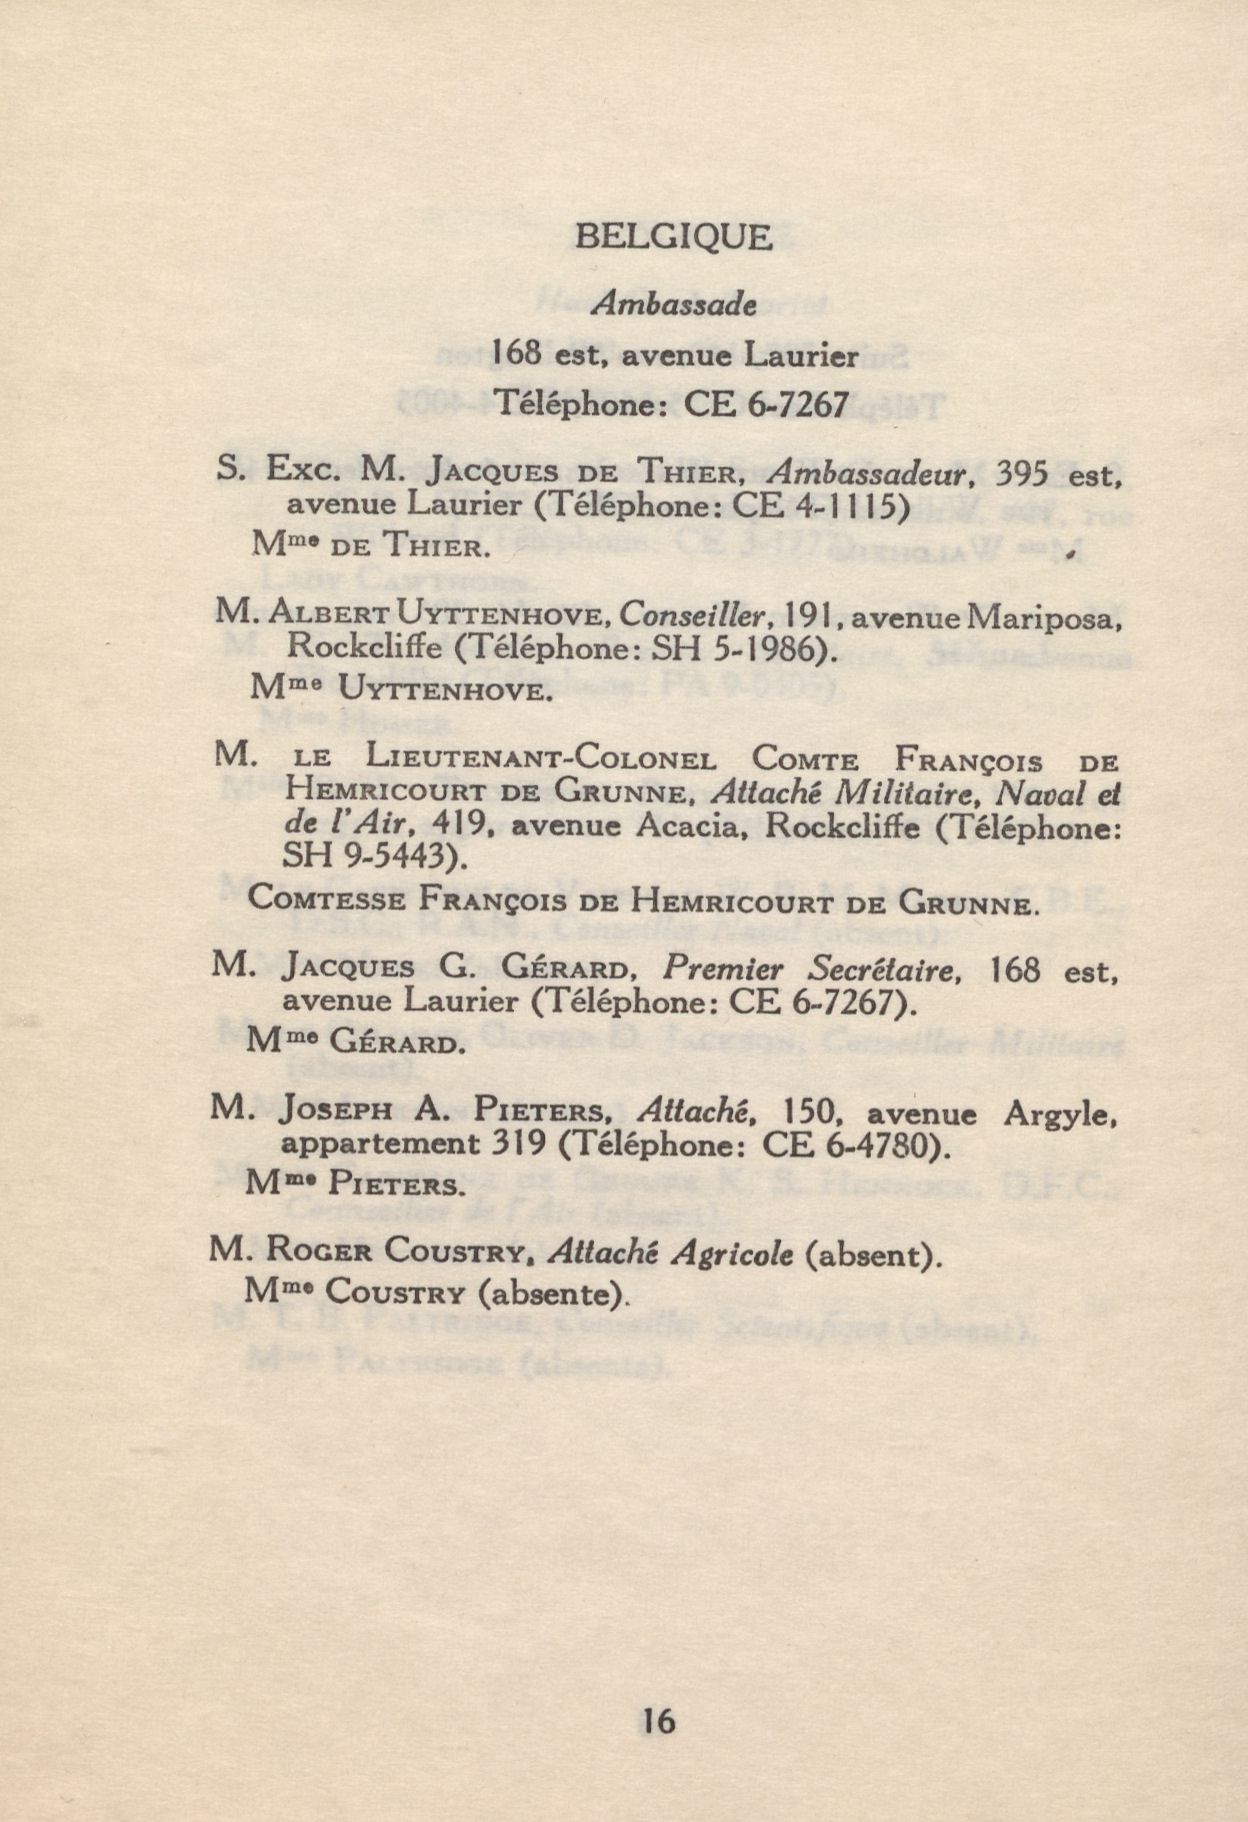 BELGIQUE
Ambassade
168 est, avenue Laurier
Téléphone: CE 6-7267
S. Exc. M. Jacques de Thier, Ambassadeur, 395 est,
avenue Laurier (Téléphone: CE 4-1115)
Mme de Thier.
M. Albert Uyttenhove, Conseiller, 191, avenue Mariposa,
Rockcliffe (Téléphone: SH 5-1986).
Mme Uyttenhove.
M. le Lieutenant-Colonel Comte François de
Hemricourt de Grunne, Attaché Militaire, Naval et
de l'Air, 419, avenue Acacia, Rockcliffe (Téléphone:
SH 9-5443).
Comtesse François de Hemricourt de Grunne.
M. Jacques G. Gérard, Premier Secrétaire, 168 est,
avenue Laurier (Téléphone: CE 6-7267).
Mme Gérard.
M. Joseph A. Pieters, Attaché, 150, avenue Argyle,
appartement 319 (Téléphone: CE 6-4780).
Mme Pieters.
M. Roger Coustry, Attaché Agricole (absent).
Mme Coustry (absente).
16